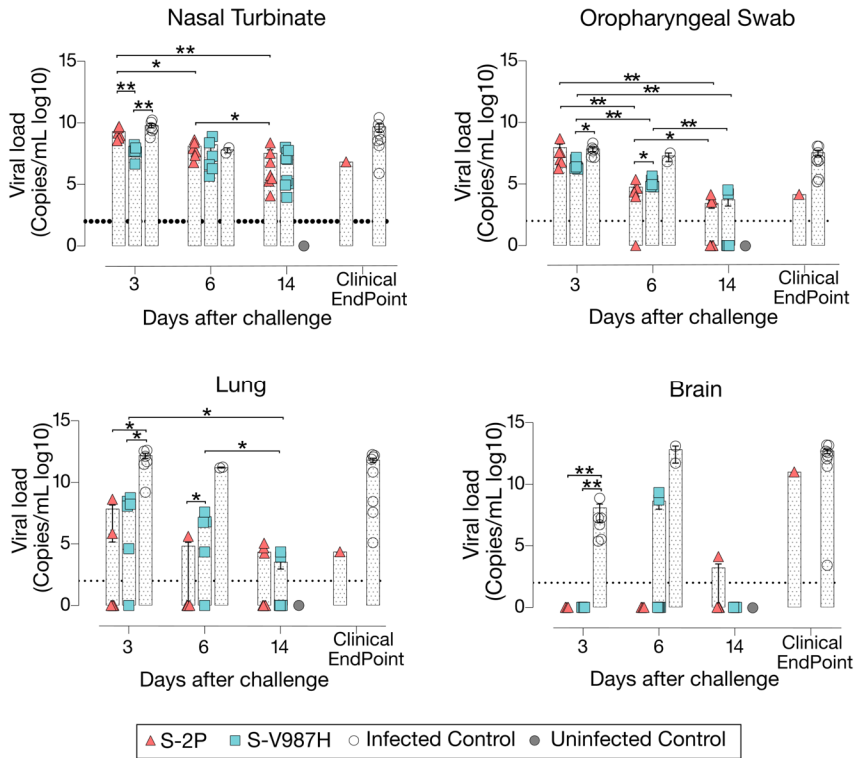 Nasal Turbinate
Viral load
(Copies/mL log10)
15
10
5
0
** 
*
**
**
*
3 6 14 Clinical
EndPoint
Days after challenge
Oropharyngeal Swab
Viral load
(Copies/mL log10)
15
10
5
0
**
**
**
**
*
**
*
*
3 6 14 Clinical
EndPoint
Days after challenge
Lung
Viral load
(Copies/mL log10)
15
10
5
0
*
*
*
*
*
3 6 14 Clinical
EndPoint
Days after challenge
Brain
Viral load
(Copies/mL log10)
15
10
5
0
**
**
3 6 14 Clinical
EndPoint
Days after challenge
S-2P S-V987H Infected Control Uninfected Control